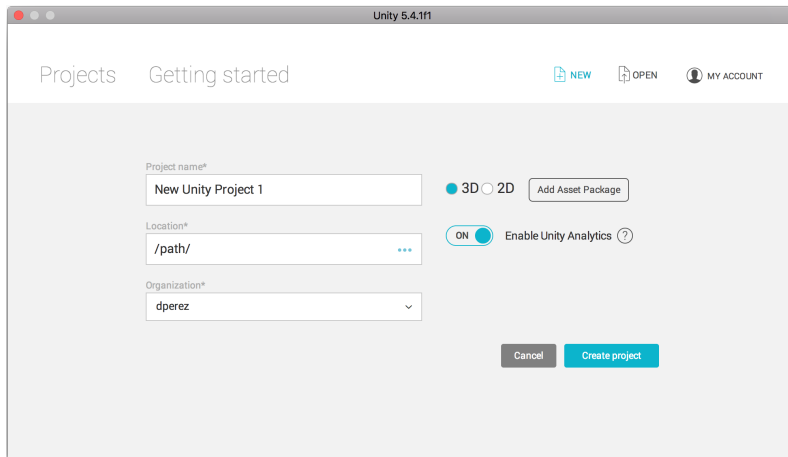 Unity 5.4.1f1
Projects Getting started NEW OPEN MY ACCOUNT
Project name*
New Unity Project 1 3D 2D Add Asset Package
Location*
/path/ ON Enable Unity Analytics ?
Organization*
dperez
Cancel Create project